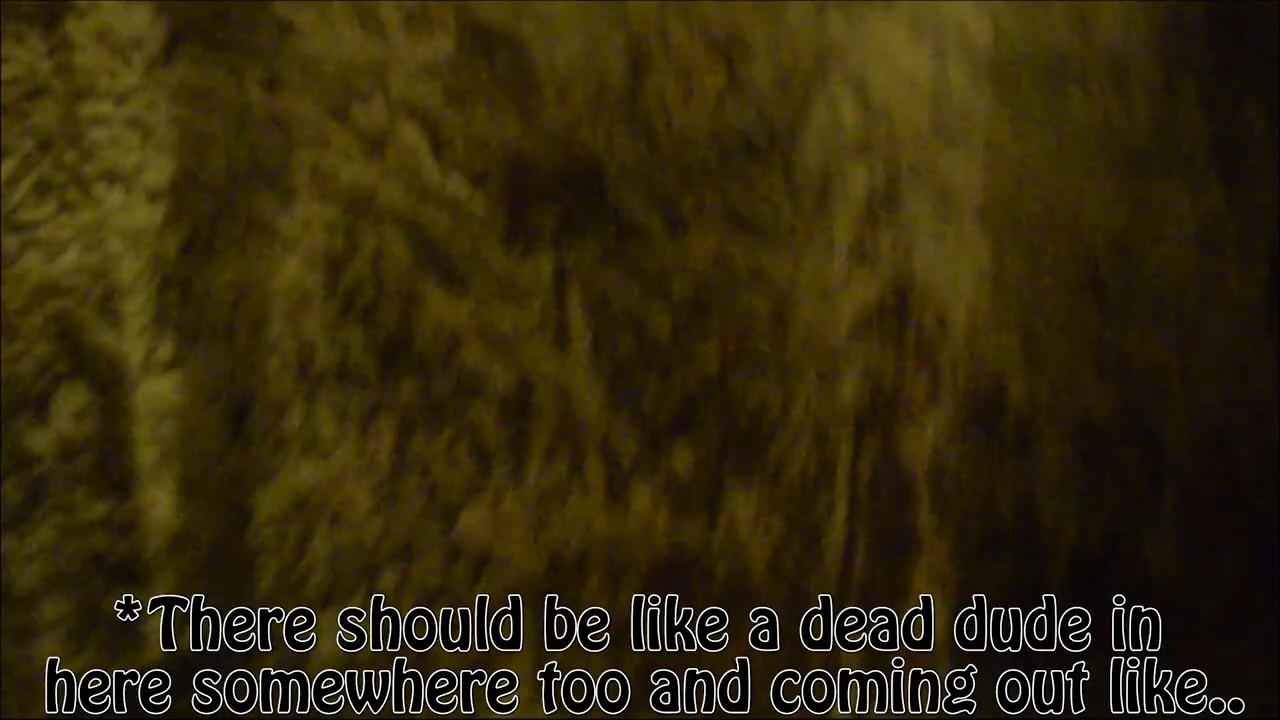 *There should be like a dead dude in
here somewhere too and coming out like..